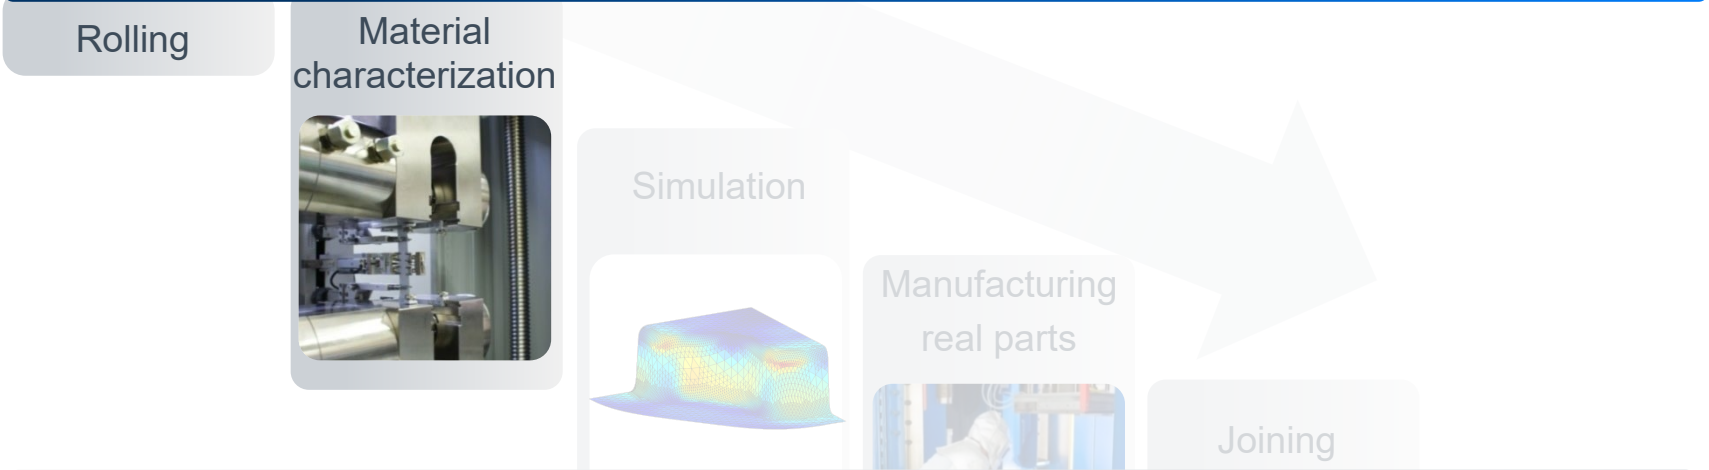 Rolling
Material
characterization
Simulation
Manufacturing
real parts
Joining